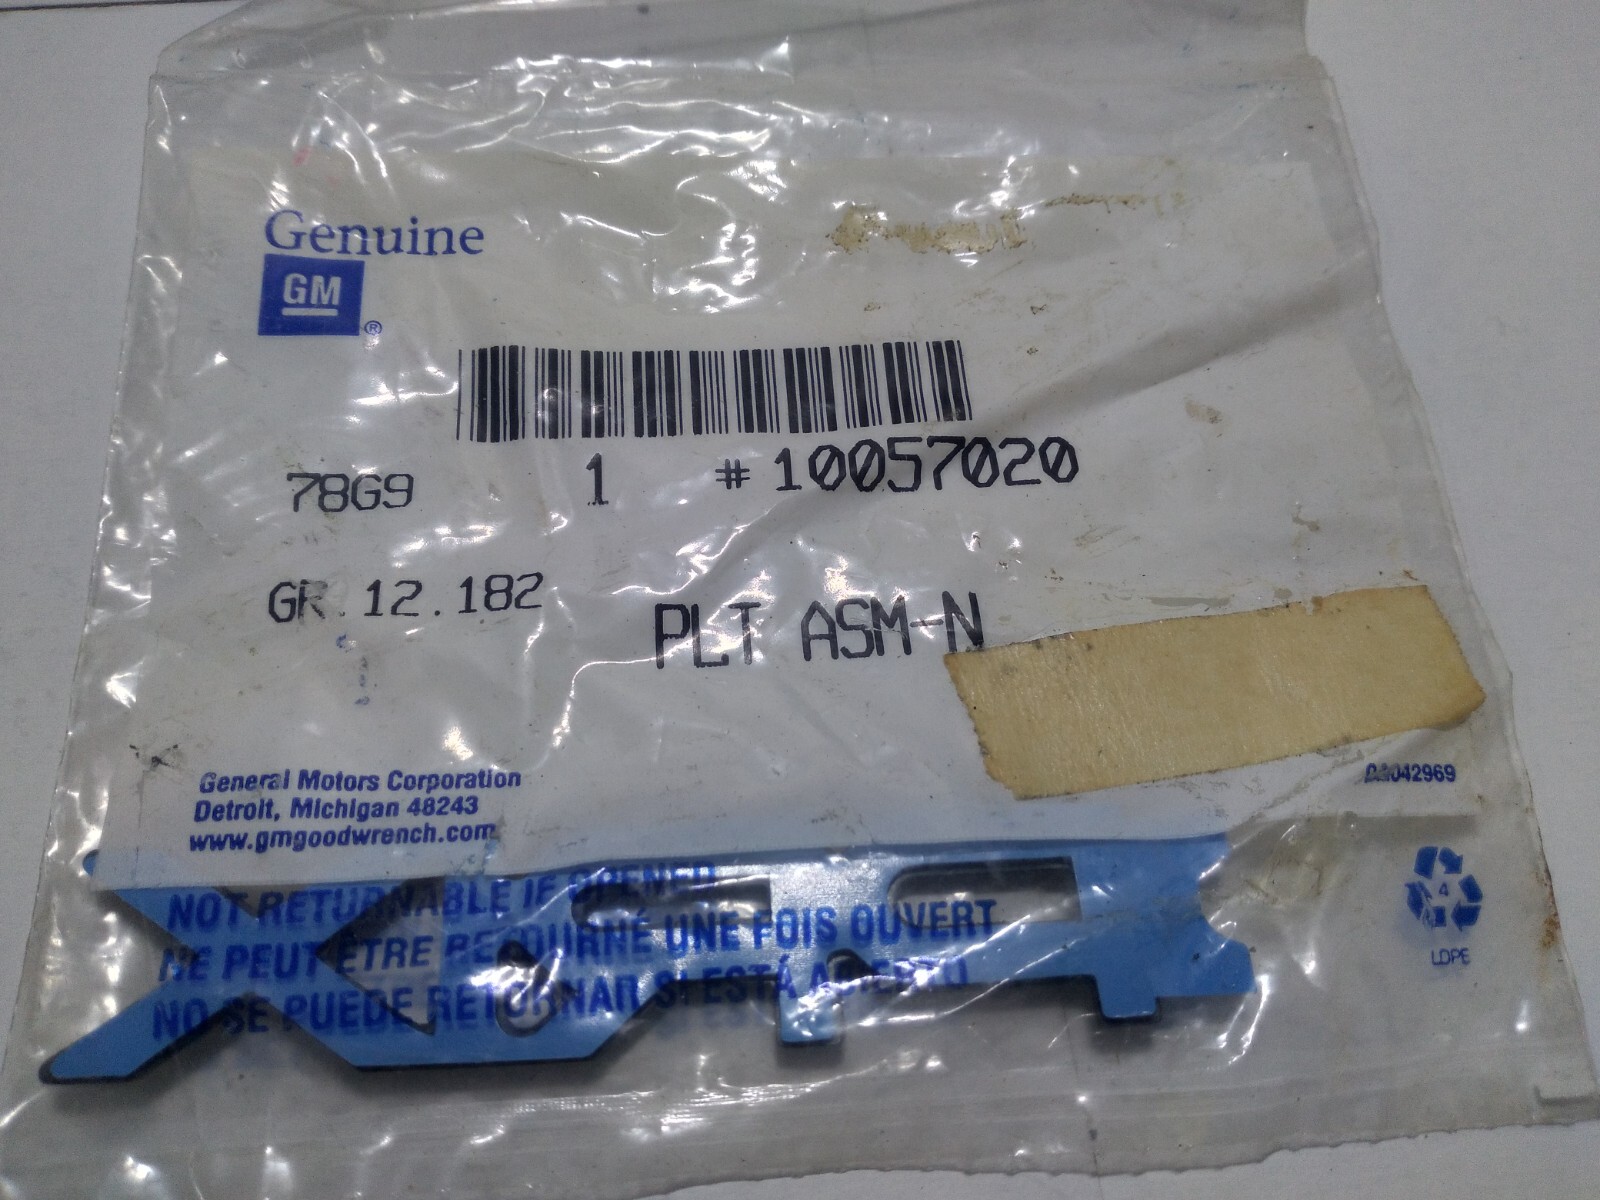 Genuine
GM ®
78G9 1 #10057020
GR.12.182 PLT ASM-N
General Motors Corporation
Detroit, Michigan 48243
www.gmgoodwrench.com
NOT RETURNABLE IF OPENED
NE PEUT ÊTRE RETOURNÉ UNE FOIS OUVERT
NO SE PUEDE RETORNAR SI ESTÁ ABIERTO
4
LDPE